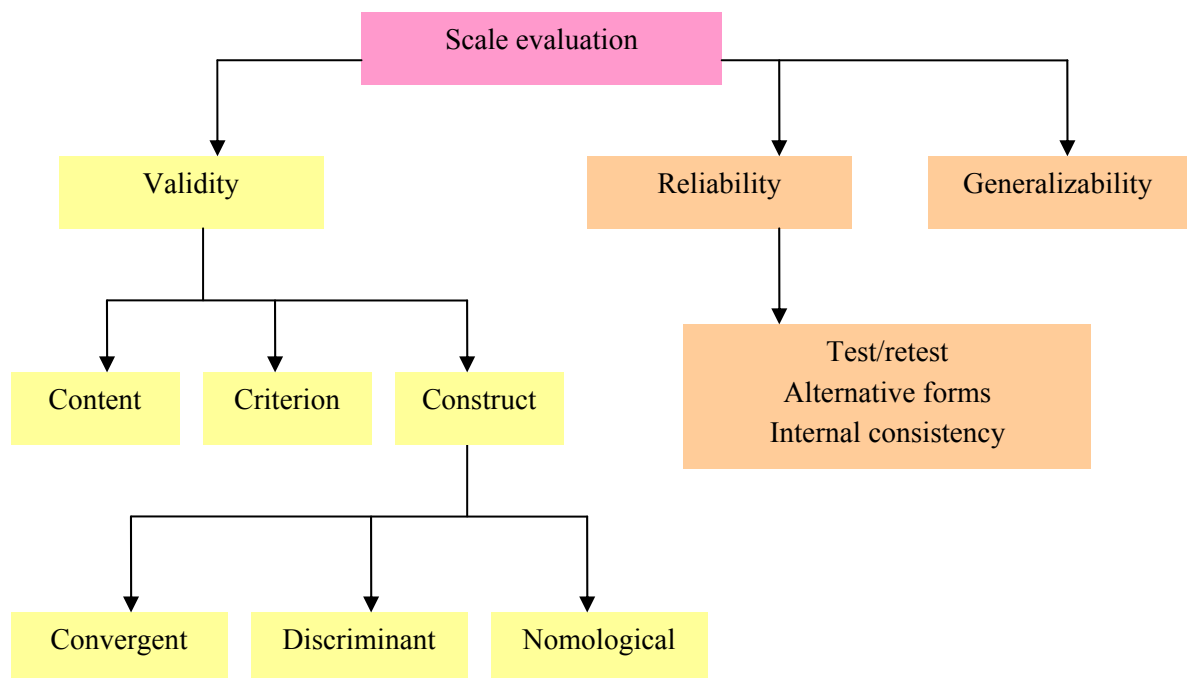 Scale evaluation
Validity
Reliability
Generalizability
Test/retest
Alternative forms
Internal consistency
Content
Criterion
Construct
Convergent
Discriminant
Nomological